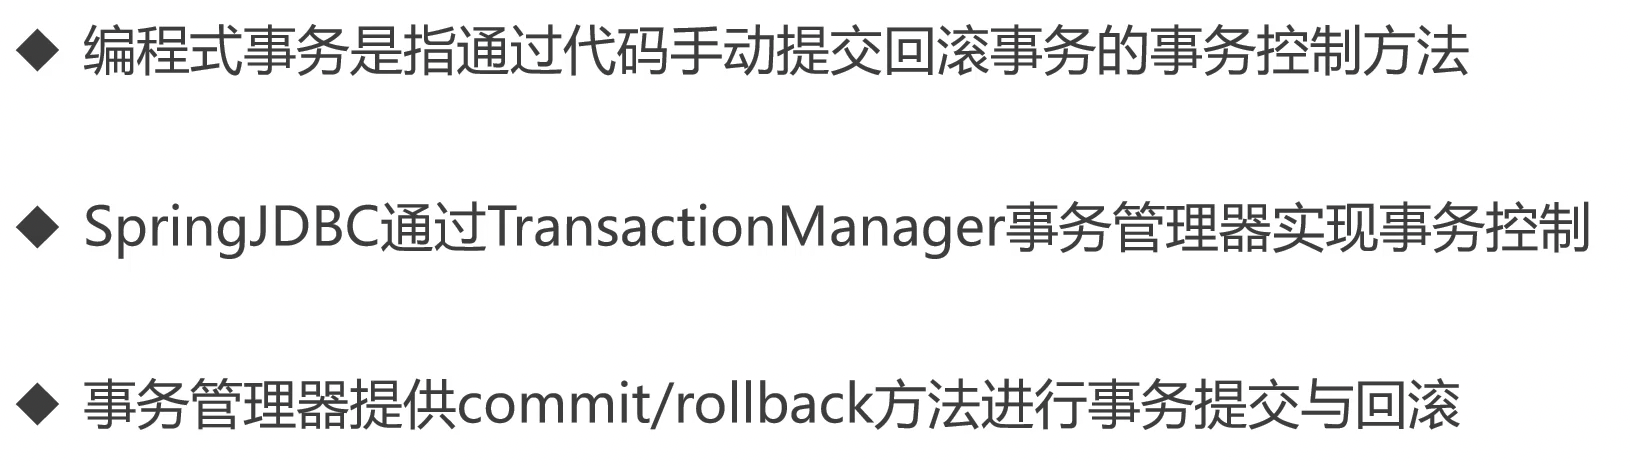 ◆ 编程式事务是指通过代码手动提交回滚事务的事务控制方法
◆ SpringJDBC通过TransactionManager事务管理器实现事务控制
◆ 事务管理器提供commit/rollback方法进行事务提交与回滚